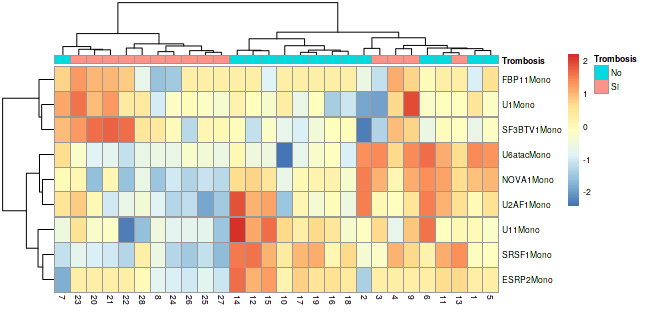 Trombosis
FBP11Mono
U1Mono
SF3BTV1Mono
U6atacMono
NOVA1Mono
U2AF1Mono
U11Mono
SRSF1Mono
ESRP2Mono
7 23 20 21 22 28 8 24 26 25 27 14 12 15 10 17 19 16 18 2 3 4 9 6 11 13 1 5
2
1
0
-1
-2
Trombosis
No
SI